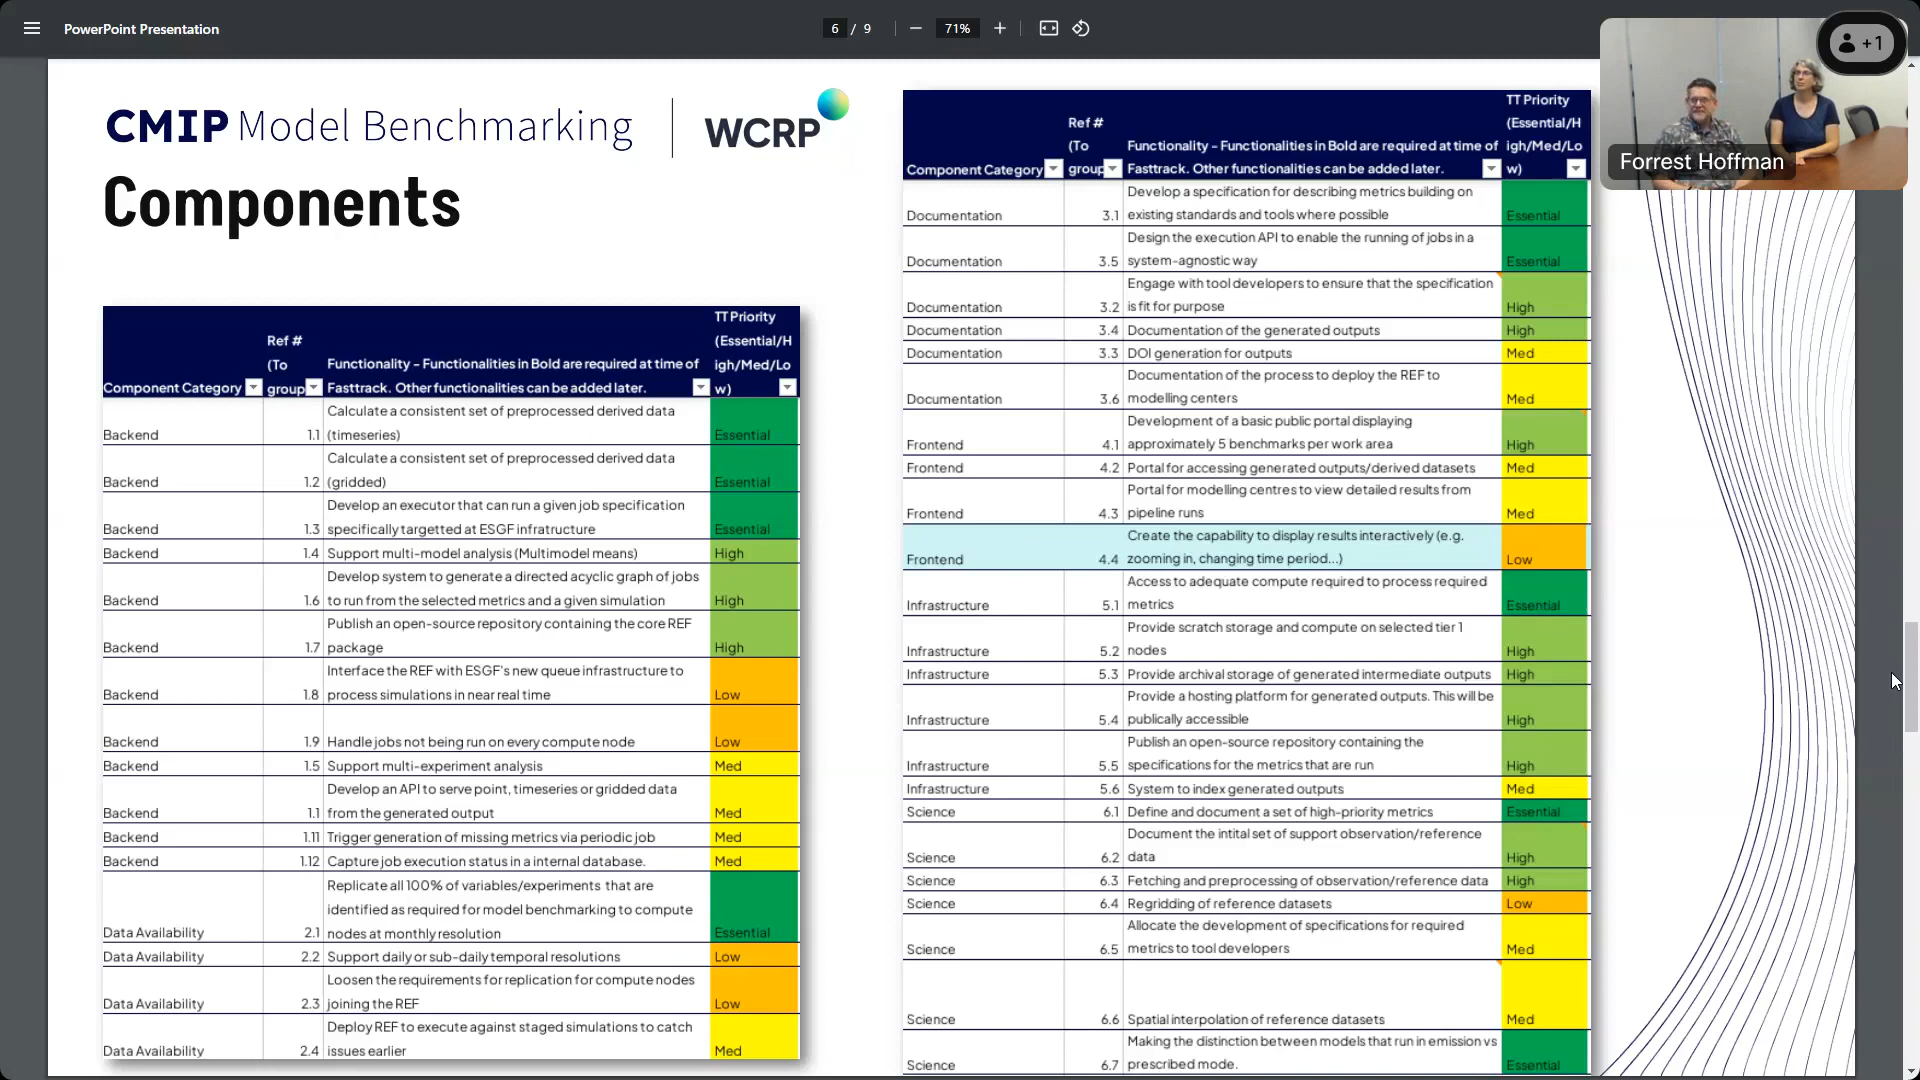 PowerPoint Presentation
6 / 9
71%
+1
Forrest Hoffman
CMIP Model Benchmarking
WCRP
Components
TT Priority
Ref # (Essential/H
(To Functionality - Functionalities in Bold are required at time of igh/Med/Lo
Component Category group Fasttrack. Other functionalities can be added later. w)
Calculate a consistent set of preprocessed derived data
Backend 1.1 (timeseries) Essential
Calculate a consistent set of preprocessed derived data
Backend 1.2 (gridded) Essential
Develop an executor that can run a given job specification
Backend 1.3 specifically targetted at ESGF infratructure Essential
Backend 1.4 Support multi-model analysis (Multimodel means) High
Develop system to generate a directed acyclic graph of jobs
Backend 1.6 to run from the selected metrics and a given simulation High
Publish an open-source repository containing the core REF
Backend 1.7 package High
Interface the REF with ESGF's new queue infrastructure to
Backend 1.8 process simulations in near real time Low
Backend 1.9 Handle jobs not being run on every compute node Low
Backend 1.5 Support multi-experiment analysis Med
Develop an API to serve point, timeseries or gridded data
Backend 1.1 from the generated output Med
Backend 1.11 Trigger generation of missing metrics via periodic job Med
Backend 1.12 Capture job execution status in a internal database. Med
Replicate all 100% of variables/experiments that are
identified as required for model benchmarking to compute
Data Availability 2.1 nodes at monthly resolution Essential
Data Availability 2.2 Support daily or sub-daily temporal resolutions Low
Loosen the requirements for replication for compute nodes
Data Availability 2.3 joining the REF Low
Deploy REF to execute against staged simulations to catch
Data Availability 2.4 issues earlier Med
TT Priority
Ref # (Essential/H
(To Functionality - Functionalities in Bold are required at time of igh/Med/Lo
Component Category group Fasttrack. Other functionalities can be added later. w)
Develop a specification for describing metrics building on
Documentation 3.1 existing standards and tools where possible Essential
Design the execution API to enable the running of jobs in a
Documentation 3.5 system-agnostic way Essential
Engage with tool developers to ensure that the specification
Documentation 3.2 is fit for purpose High
Documentation 3.4 Documentation of the generated outputs High
Documentation 3.3 DOI generation for outputs Med
Documentation of the process to deploy the REF to
Documentation 3.6 modelling centers Med
Development of a basic public portal displaying
Frontend 4.1 approximately 5 benchmarks per work area High
Frontend 4.2 Portal for accessing generated outputs/derived datasets Med
Portal for modelling centres to view detailed results from
Frontend 4.3 pipeline runs Med
Create the capability to display results interactively (e.g.
Frontend 4.4 zooming in, changing time period...) Low
Access to adequate compute required to process required
Infrastructure 5.1 metrics Essential
Provide scratch storage and compute on selected tier 1
Infrastructure 5.2 nodes High
Infrastructure 5.3 Provide archival storage of generated intermediate outputs High
Provide a hosting platform for generated outputs. This will be
Infrastructure 5.4 publically accessible High
Publish an open-source repository containing the
Infrastructure 5.5 specifications for the metrics that are run High
Infrastructure 5.6 System to index generated outputs Med
Science 6.1 Define and document a set of high-priority metrics Essential
Document the intital set of support observation/reference
Science 6.2 data High
Science 6.3 Fetching and preprocessing of observation/reference data High
Science 6.4 Regridding of reference datasets Low
Allocate the development of specifications for required
Science 6.5 metrics to tool developers Med
Science 6.6 Spatial interpolation of reference datasets Med
Making the distinction between models that run in emission vs
Science 6.7 prescribed mode. Essential